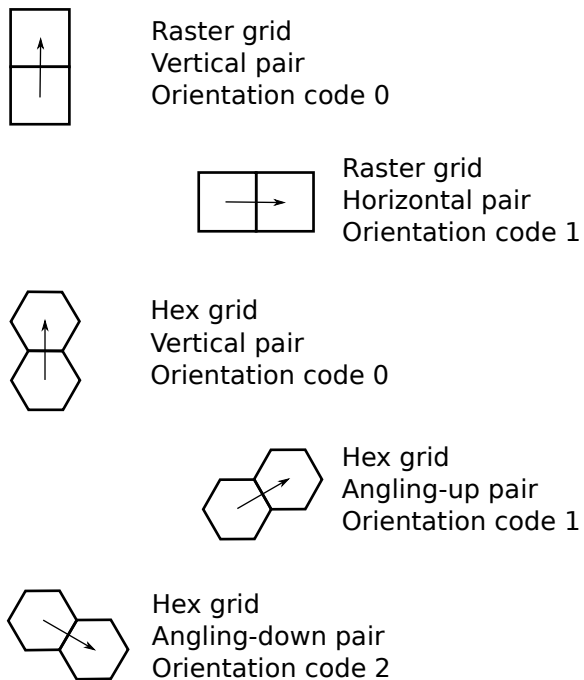 Raster grid
Vertical pair
Orientation code 0
Raster grid
Horizontal pair
Orientation code 1
Hex grid
Vertical pair
Orientation code 0
Hex grid
Angling-up pair
Orientation code 1
Hex grid
Angling-down pair
Orientation code 2